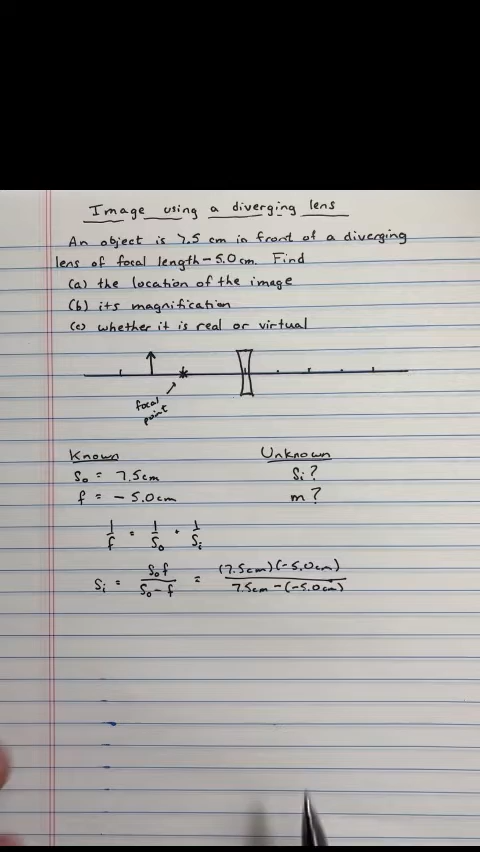 Image using a diverging lens
An object is 7.5 cm in front of a diverging
lens of focal length -5.0 cm. Find
(a) the location of the image
(b) its magnification
(c) whether it is real or virtual
focal
point
Known Unknown
So = 7.5cm Si?
f = -5.0cm m?
1/f = 1/So + 1/Si
Si = So f / So - f = (7.5cm)(-5.0cm) / 7.5cm - (-5.0cm)